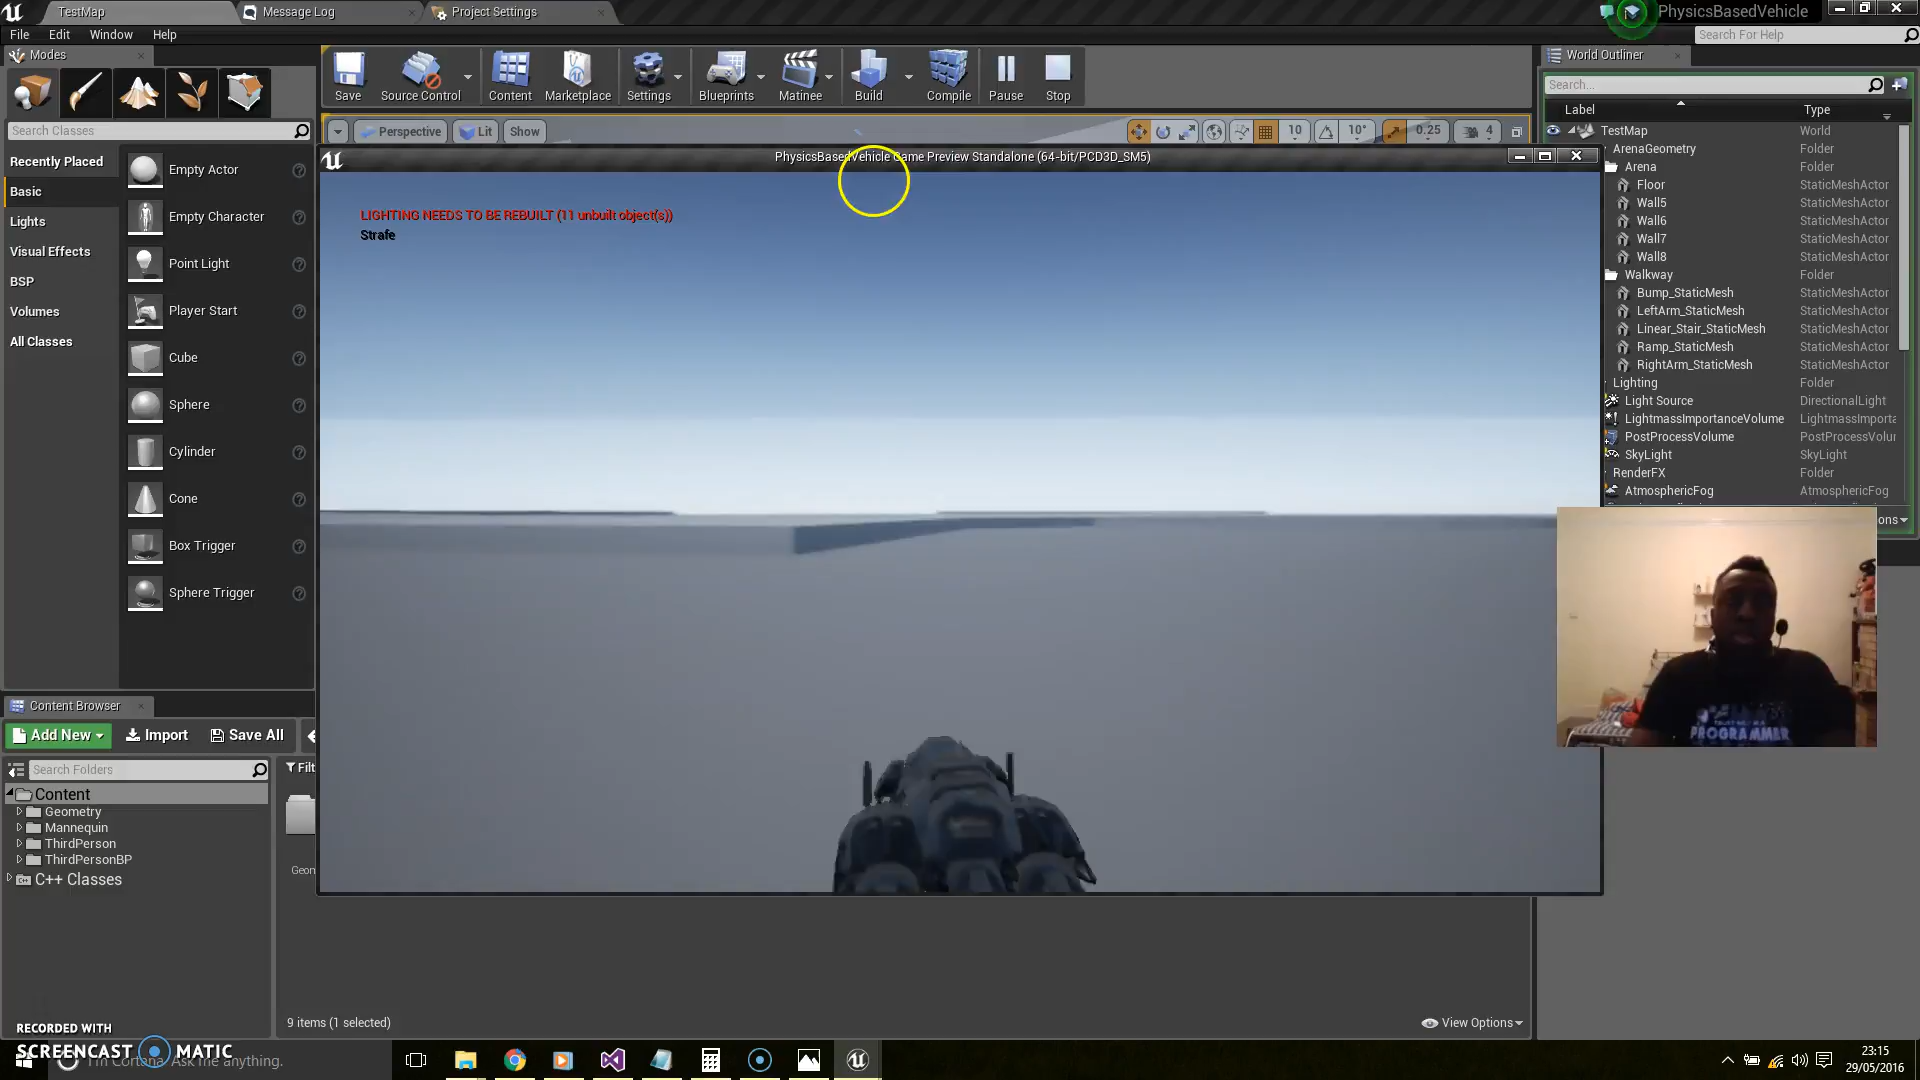 TestMap
Message Log
Project Settings
PhysicsBasedVehicle
File Edit Window Help
Search For Help
Modes
Save
Source Control
Content
Marketplace
Settings
Blueprints
Matinee
Build
Compile
Pause
Stop
World Outliner
Search...
Label Type
Search Classes
Perspective
Lit
Show
10
10°
0.25
4
PhysicsBasedVehicle Game Preview Standalone (64-bit/PCD3D_SM5)
Recently Placed
Basic
Lights
Visual Effects
BSP
Volumes
All Classes
Empty Actor
Empty Character
Point Light
Player Start
Cube
Sphere
Cylinder
Cone
Box Trigger
Sphere Trigger
LIGHTING NEEDS TO BE REBUILT (11 unbuilt object(s))
Strafe
TestMap World
ArenaGeometry Folder
Arena Folder
Floor StaticMeshActor
Wall5 StaticMeshActor
Wall6 StaticMeshActor
Wall7 StaticMeshActor
Wall8 StaticMeshActor
Walkway Folder
Bump_StaticMesh StaticMeshActor
LeftArm_StaticMesh StaticMeshActor
Linear_Stair_StaticMesh StaticMeshActor
Ramp_StaticMesh StaticMeshActor
RightArm_StaticMesh StaticMeshActor
Lighting Folder
Light Source DirectionalLight
LightmassImportanceVolume LightmassImporta
PostProcessVolume PostProcessVolu
SkyLight SkyLight
RenderFX Folder
AtmosphericFog AtmosphericFog
ons
PROGRAMMER
Content Browser
Add New
Import
Save All
Search Folders
Filt
Content
Geometry
Mannequin
ThirdPerson
ThirdPersonBP
C++ Classes
Geon
9 items (1 selected)
View Options
RECORDED WITH
SCREENCAST MATIC
I'm Cortana. Ask me anything.
23:15
29/05/2016